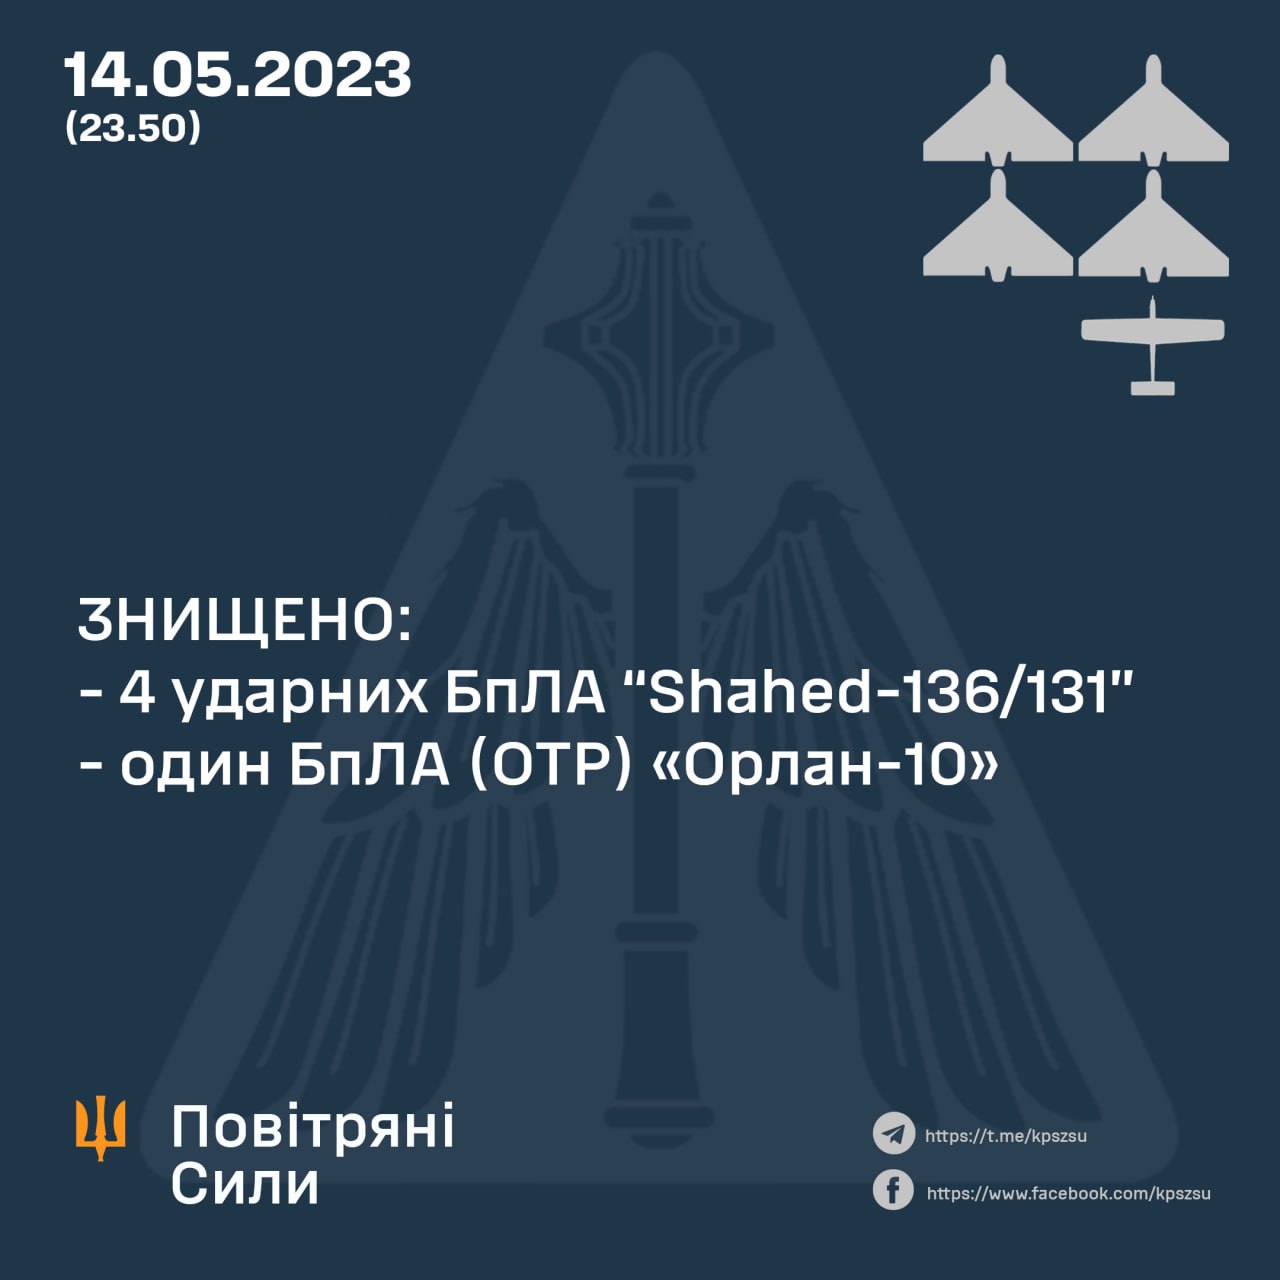 14.05.2023
(23.50)
ЗНИЩЕНО:
- 4 ударних БпЛА “Shahed-136/131”
- один БпЛА (ОТР) «Орлан-10»
Повітряні
Сили
https://t.me/kpszsu
https://www.facebook.com/kpszsu